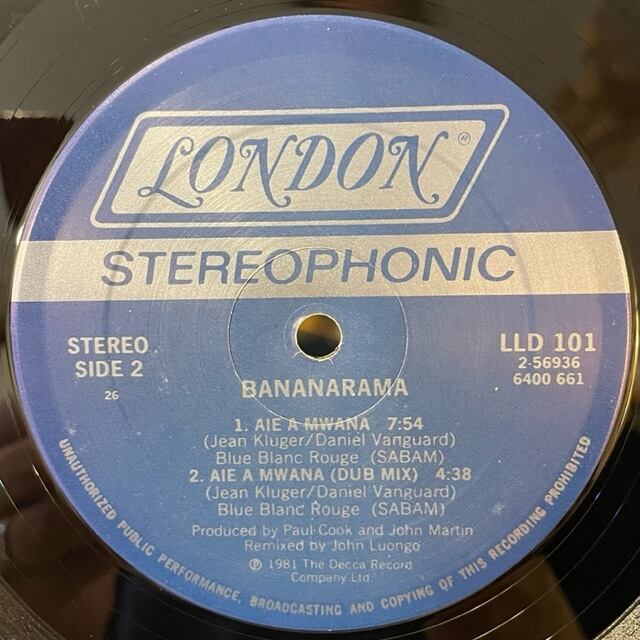 LONDON®
STEREOPHONIC
STEREO
SIDE 2
26
LLD 101
2-56936
6400 661
BANANARAMA
1. AIE A MWANA 7:54
(Jean Kluger/Daniel Vanguard)
Blue Blanc Rouge (SABAM)
2. AIE A MWANA (DUB MIX) 4:38
(Jean Kluger/Daniel Vanguard)
Blue Blanc Rouge (SABAM)
Produced by Paul Cook and John Martin
Remixed by John Luongo
℗ 1981 The Decca Record
Company Ltd.
UNAUTHORIZED PUBLIC PERFORMANCE, BROADCASTING AND COPYING OF THIS RECORDING PROHIBITED